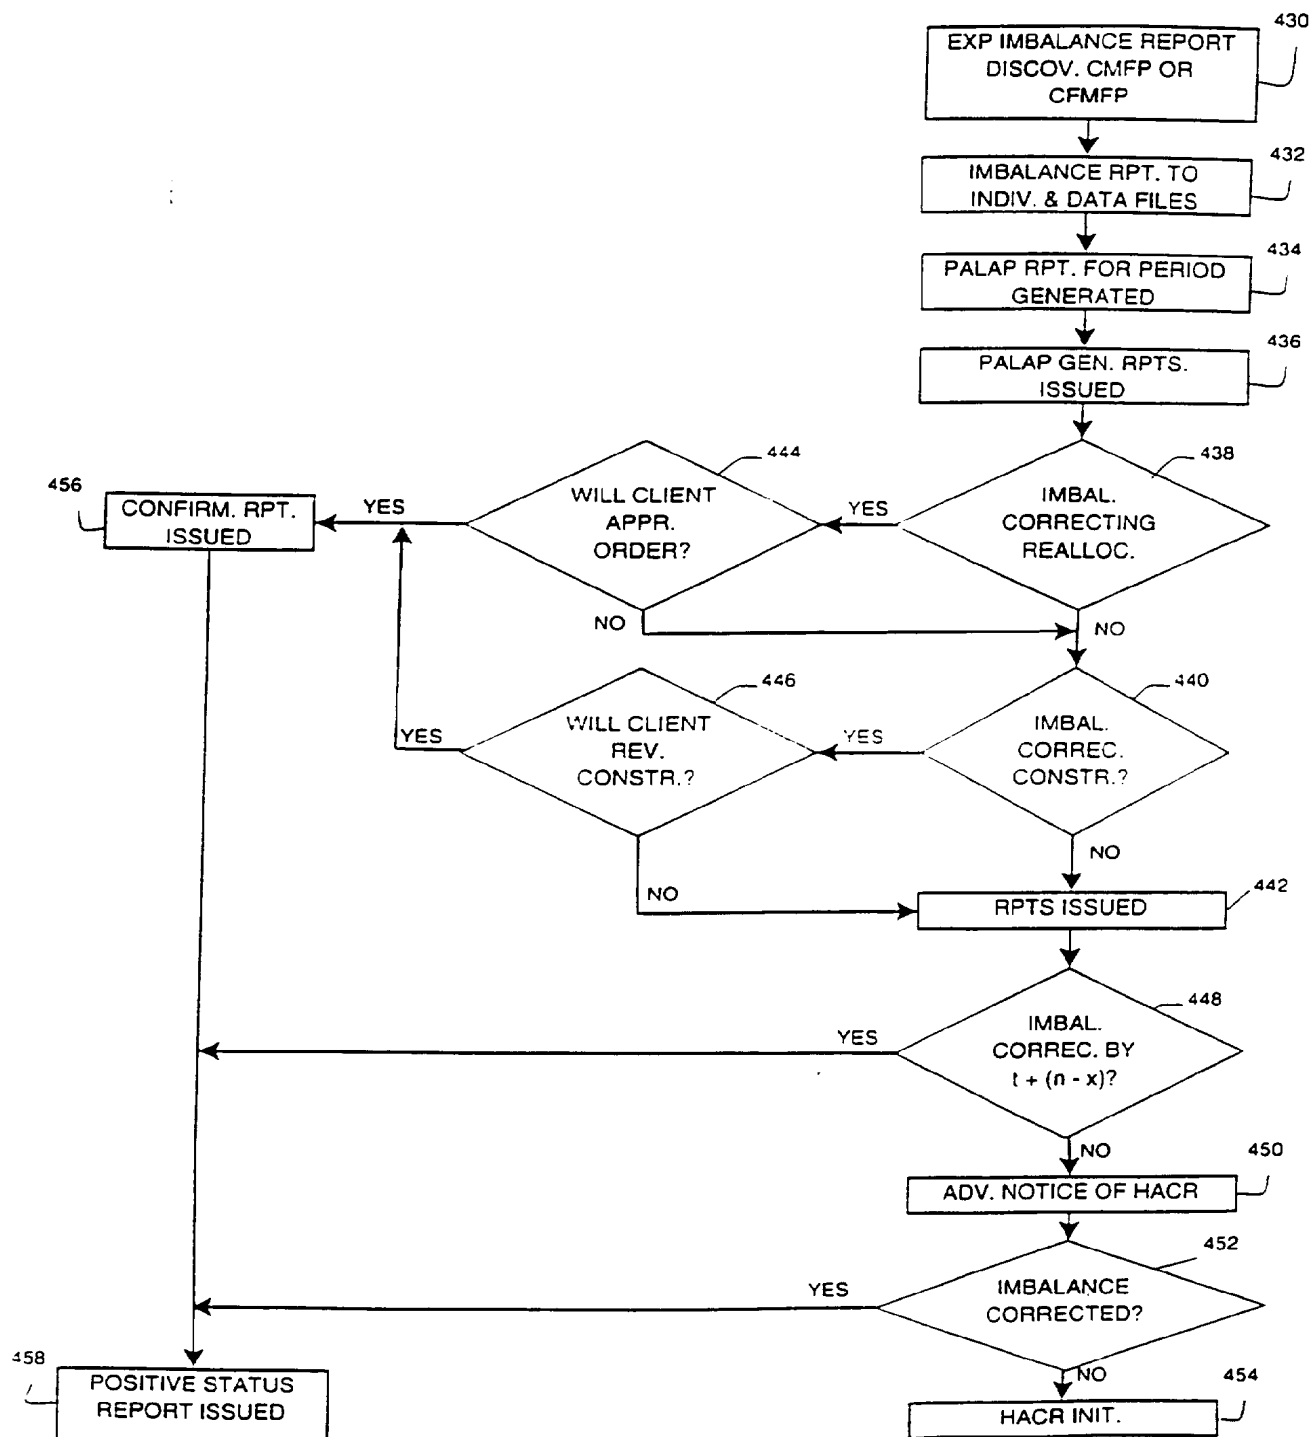 430
EXP IMBALANCE REPORT
DISCOV. CMFP OR
CFMFP
432
IMBALANCE RPT. TO
INDIV. & DATA FILES
434
PALAP RPT. FOR PERIOD
GENERATED
436
PALAP GEN. RPTS.
ISSUED
438
IMBAL.
CORRECTING
REALLOC.
YES
NO
444
WILL CLIENT
APPR.
ORDER?
YES
NO
456
CONFIRM. RPT.
ISSUED
440
IMBAL.
CORREC.
CONSTR.?
YES
NO
446
WILL CLIENT
REV.
CONSTR.?
YES
NO
442
RPTS ISSUED
448
IMBAL.
CORREC. BY
t + (n - x)?
YES
NO
450
ADV. NOTICE OF HACR
452
IMBALANCE
CORRECTED?
YES
NO
454
HACR INIT.
458
POSITIVE STATUS
REPORT ISSUED